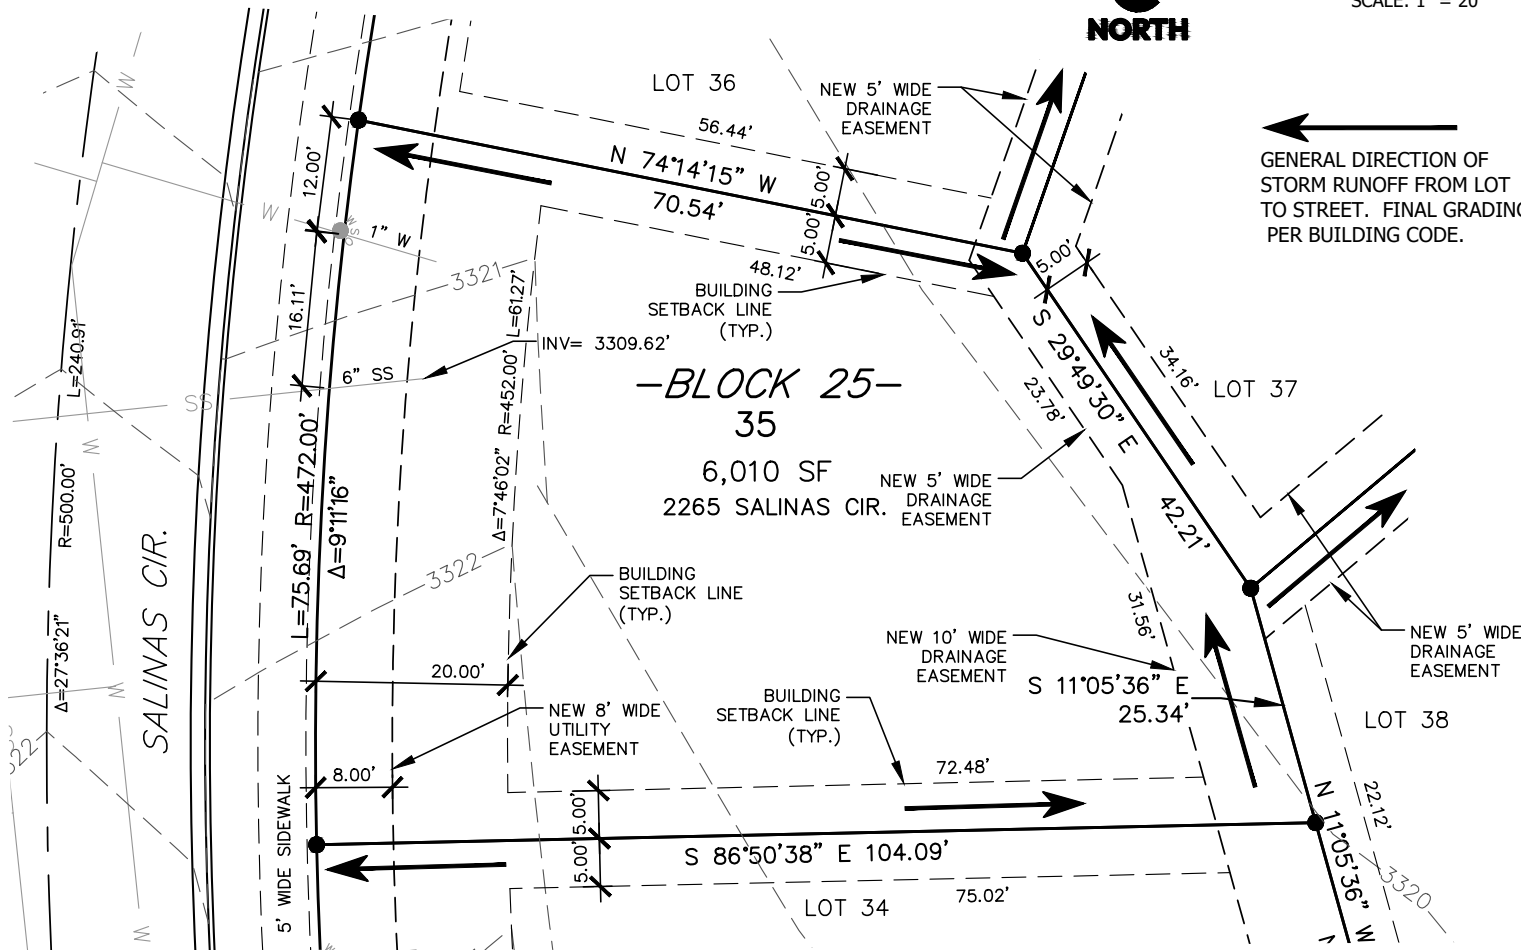 SCALE: 1" = 20'
NORTH
LOT 36
NEW 5' WIDE
DRAINAGE
EASEMENT
56.44'
N 74°14'15" W
70.54'
5.00'
5.00'
GENERAL DIRECTION OF
STORM RUNOFF FROM LOT
TO STREET. FINAL GRADING
PER BUILDING CODE.
W
12.00'
W
1" W
3321
48.12'
BUILDING
SETBACK LINE
(TYP.)
5.00'
16.11'
L=61.27'
R=452.00'
Δ=7°46'02"
INV= 3309.62'
6" SS
SS
L=240.91'
R=500.00'
Δ=27°36'21"
W
-BLOCK 25-
35
6,010 SF
2265 SALINAS CIR.
S 29°49'30" E
42.21'
23.78'
34.16'
LOT 37
NEW 5' WIDE
DRAINAGE
EASEMENT
L=75.69' R=472.00'
Δ=9°11'16"
SALINAS CIR.
3322
BUILDING
SETBACK LINE
(TYP.)
31.56'
NEW 10' WIDE
DRAINAGE
EASEMENT
NEW 5' WIDE
DRAINAGE
EASEMENT
20.00'
S 11°05'36" E
25.34'
BUILDING
SETBACK LINE
(TYP.)
LOT 38
NEW 8' WIDE
UTILITY
EASEMENT
W
8.00'
72.48'
5' WIDE SIDEWALK
5.00'
5.00'
S 86°50'38" E 104.09'
22.12'
N 11°05'36" W
75.02'
LOT 34
3320
W